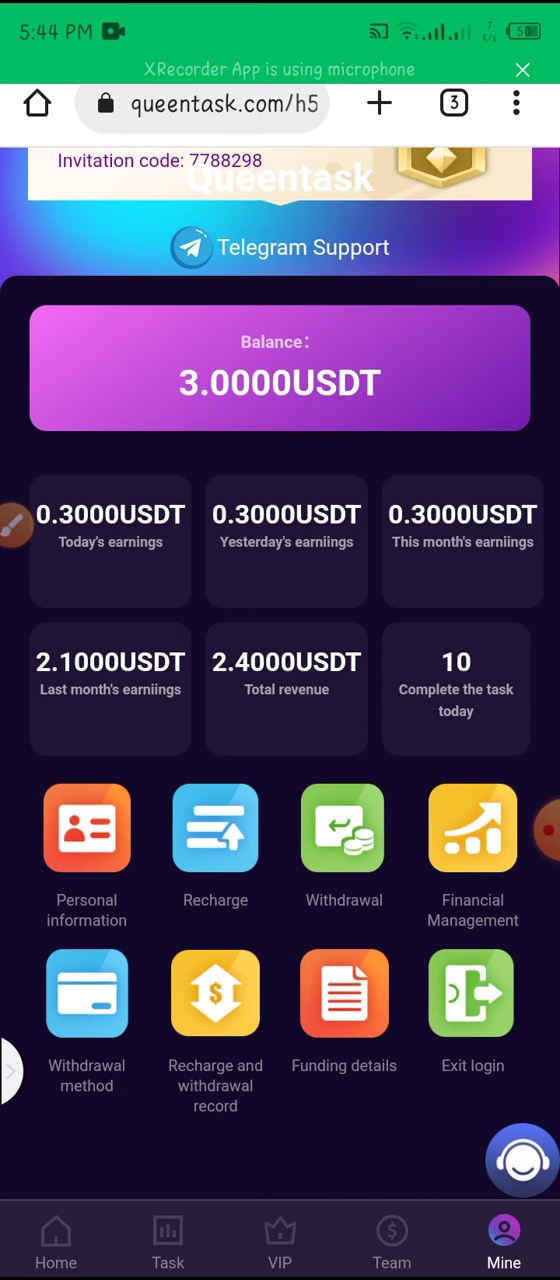 5:44 PM
7
K/s
50
XRecorder App is using microphone
queentask.com/h5
3
Invitation code: 7788298
Queentask
Telegram Support
Balance：
3.0000USDT
0.3000USDT
Today's earnings
0.3000USDT
Yesterday's earniings
0.3000USDT
This month's earniings
2.1000USDT
Last month's earniings
2.4000USDT
Total revenue
10
Complete the task
today
Personal
information
Recharge
Withdrawal
Financial
Management
Withdrawal
method
Recharge and
withdrawal
record
Funding details
Exit login
Home
Task
VIP
Team
Mine